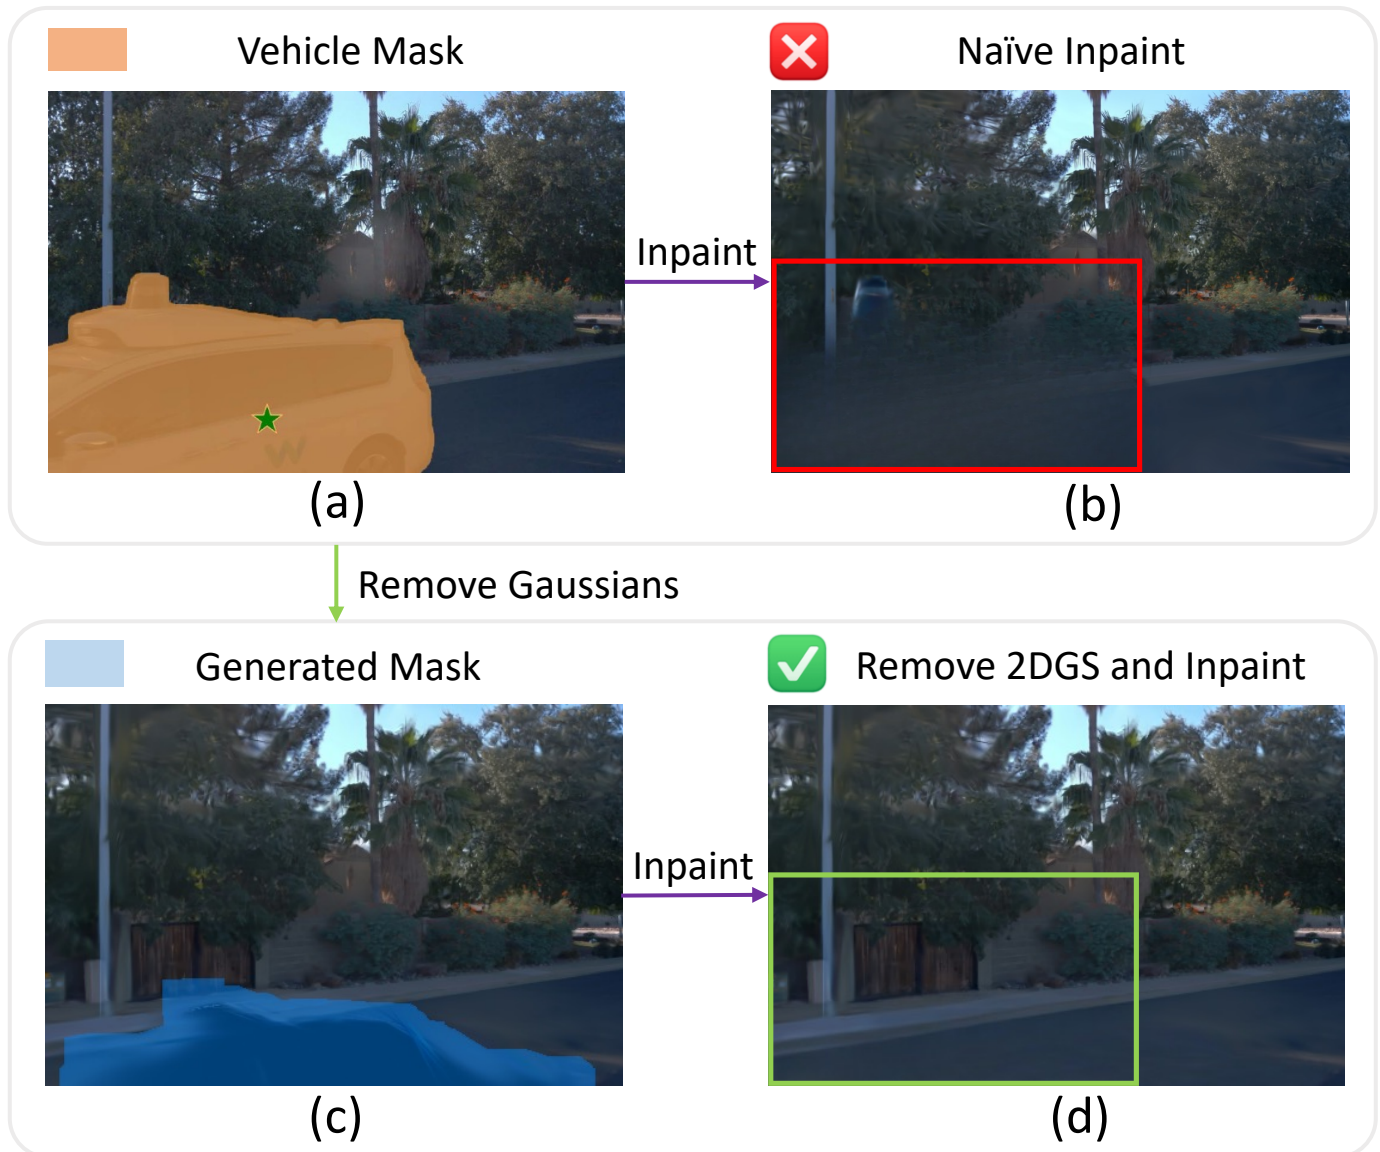 Vehicle Mask
Naïve Inpaint
Inpaint
W
(a)
(b)
Remove Gaussians
Generated Mask
Remove 2DGS and Inpaint
Inpaint
(c)
(d)